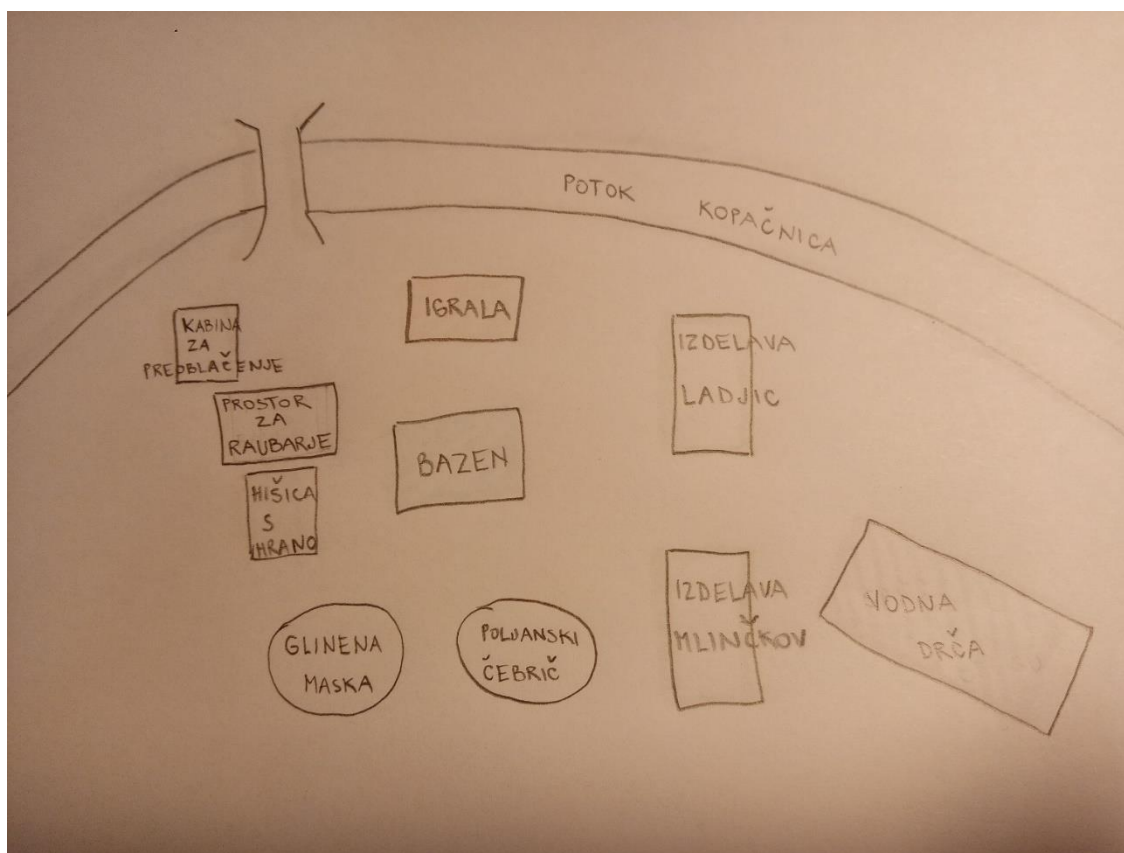 POTOK KOPAČNICA
IGRALA
KABINA
ZA
PREOBLAČENJE
IZDELAVA
LADJIC
PROSTOR
ZA
RAUBARJE
BAZEN
HIŠICA
S
HRANO
IZDELAVA
MLINČKOV
VODNA
DRČA
GLINENA
MASKA
POLJANSKI
ČEBRIČ